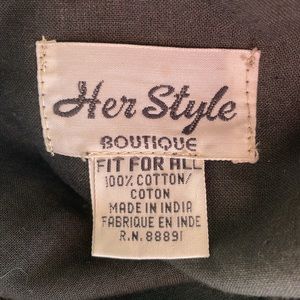 Her Style
BOUTIQUE
FIT FOR ALL
100% COTTON/
COTON
MADE IN INDIA
FABRIQUE EN INDE
R.N. 88891